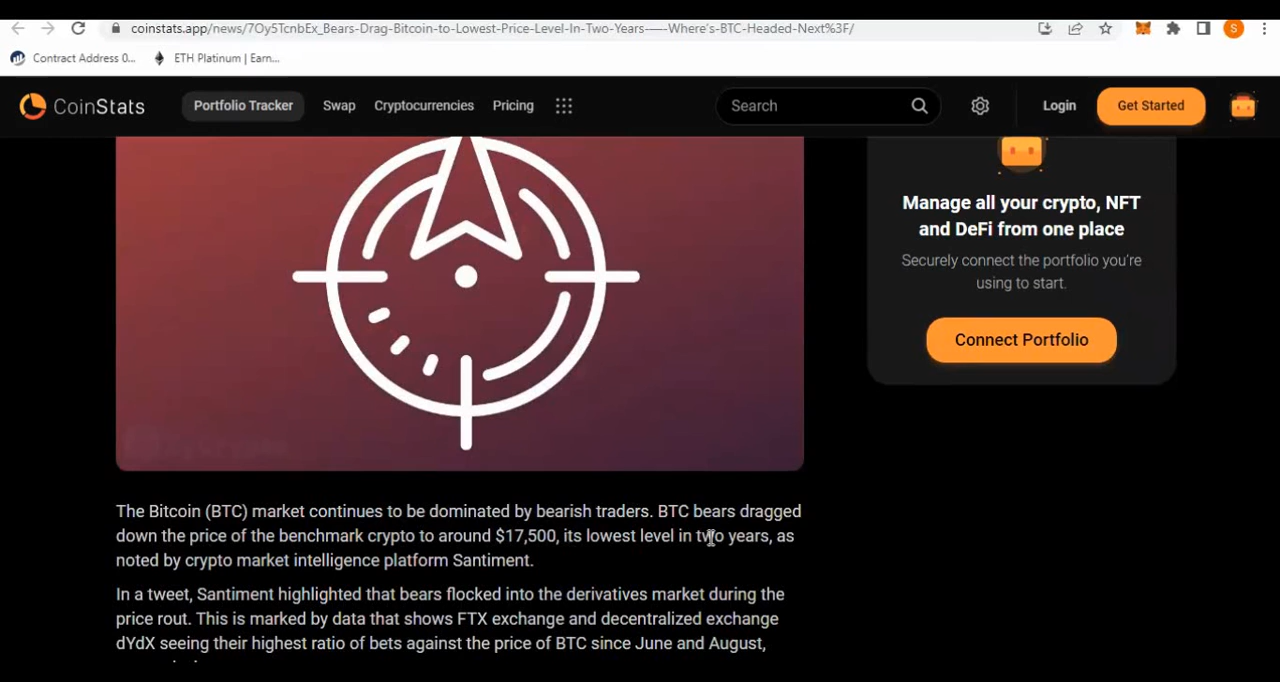 coinstats.app/news/7Oy5TcnbEx_Bears-Drag-Bitcoin-to-Lowest-Price-Level-In-Two-Years-—-Where's-BTC-Headed-Next%3F/
Contract Address 0... ETH Platinum | Earn...
CoinStats Portfolio Tracker Swap Cryptocurrencies Pricing Search Login Get Started
S
Manage all your crypto, NFT
and DeFi from one place
Securely connect the portfolio you're
using to start.
Connect Portfolio
The Bitcoin (BTC) market continues to be dominated by bearish traders. BTC bears dragged
down the price of the benchmark crypto to around $17,500, its lowest level in two years, as
noted by crypto market intelligence platform Santiment.
In a tweet, Santiment highlighted that bears flocked into the derivatives market during the
price rout. This is marked by data that shows FTX exchange and decentralized exchange
dYdX seeing their highest ratio of bets against the price of BTC since June and August,